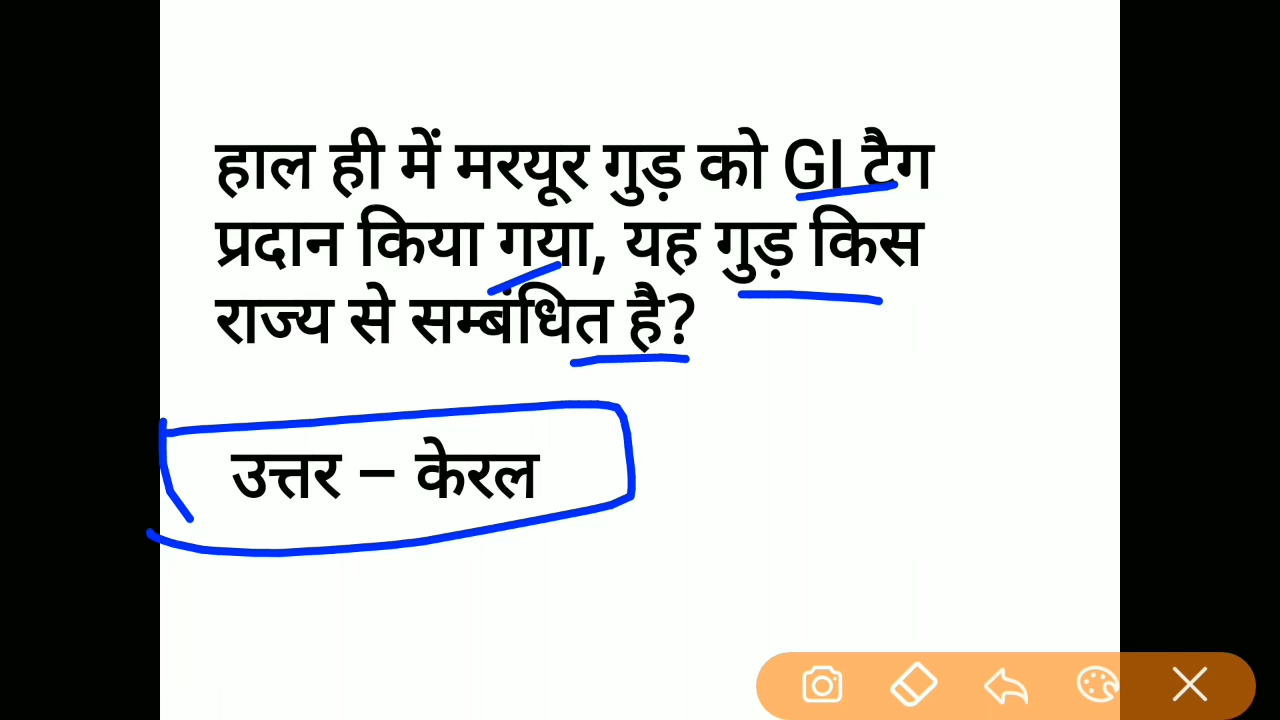 हाल ही में मरयूर गुड़ को GI टैग
प्रदान किया गया, यह गुड़ किस
राज्य से सम्बंधित है?
उत्तर – केरल